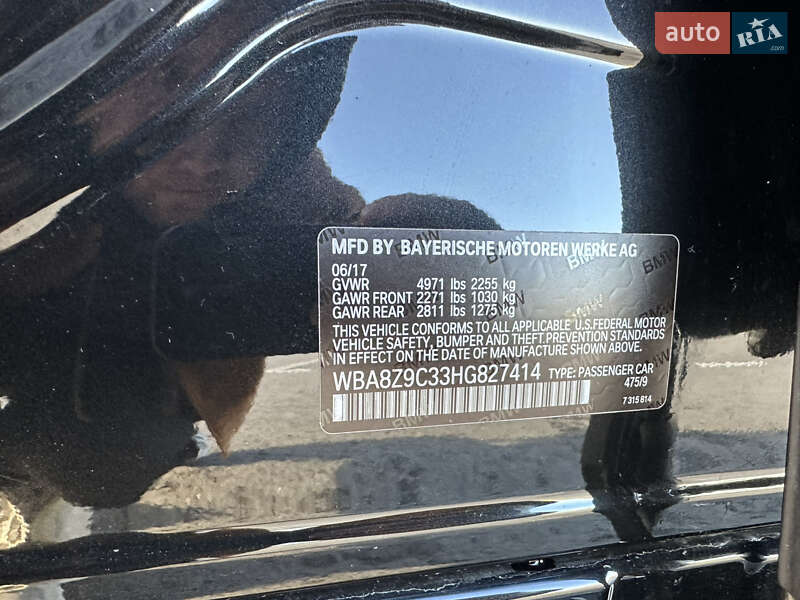 auto RIA
.com
MFD BY BAYERISCHE MOTOREN WERKE AG
06/17
GVWR 4971 lbs 2255 kg
GAWR FRONT 2271 lbs 1030 kg
GAWR REAR 2811 lbs 1275 kg
THIS VEHICLE CONFORMS TO ALL APPLICABLE U.S.FEDERAL MOTOR
VEHICLE SAFETY, BUMPER AND THEFT PREVENTION STANDARDS
IN EFFECT ON THE DATE OF MANUFACTURE SHOWN ABOVE.
WBA8Z9C33HG827414 TYPE: PASSENGER CAR
475/9
7 315 814